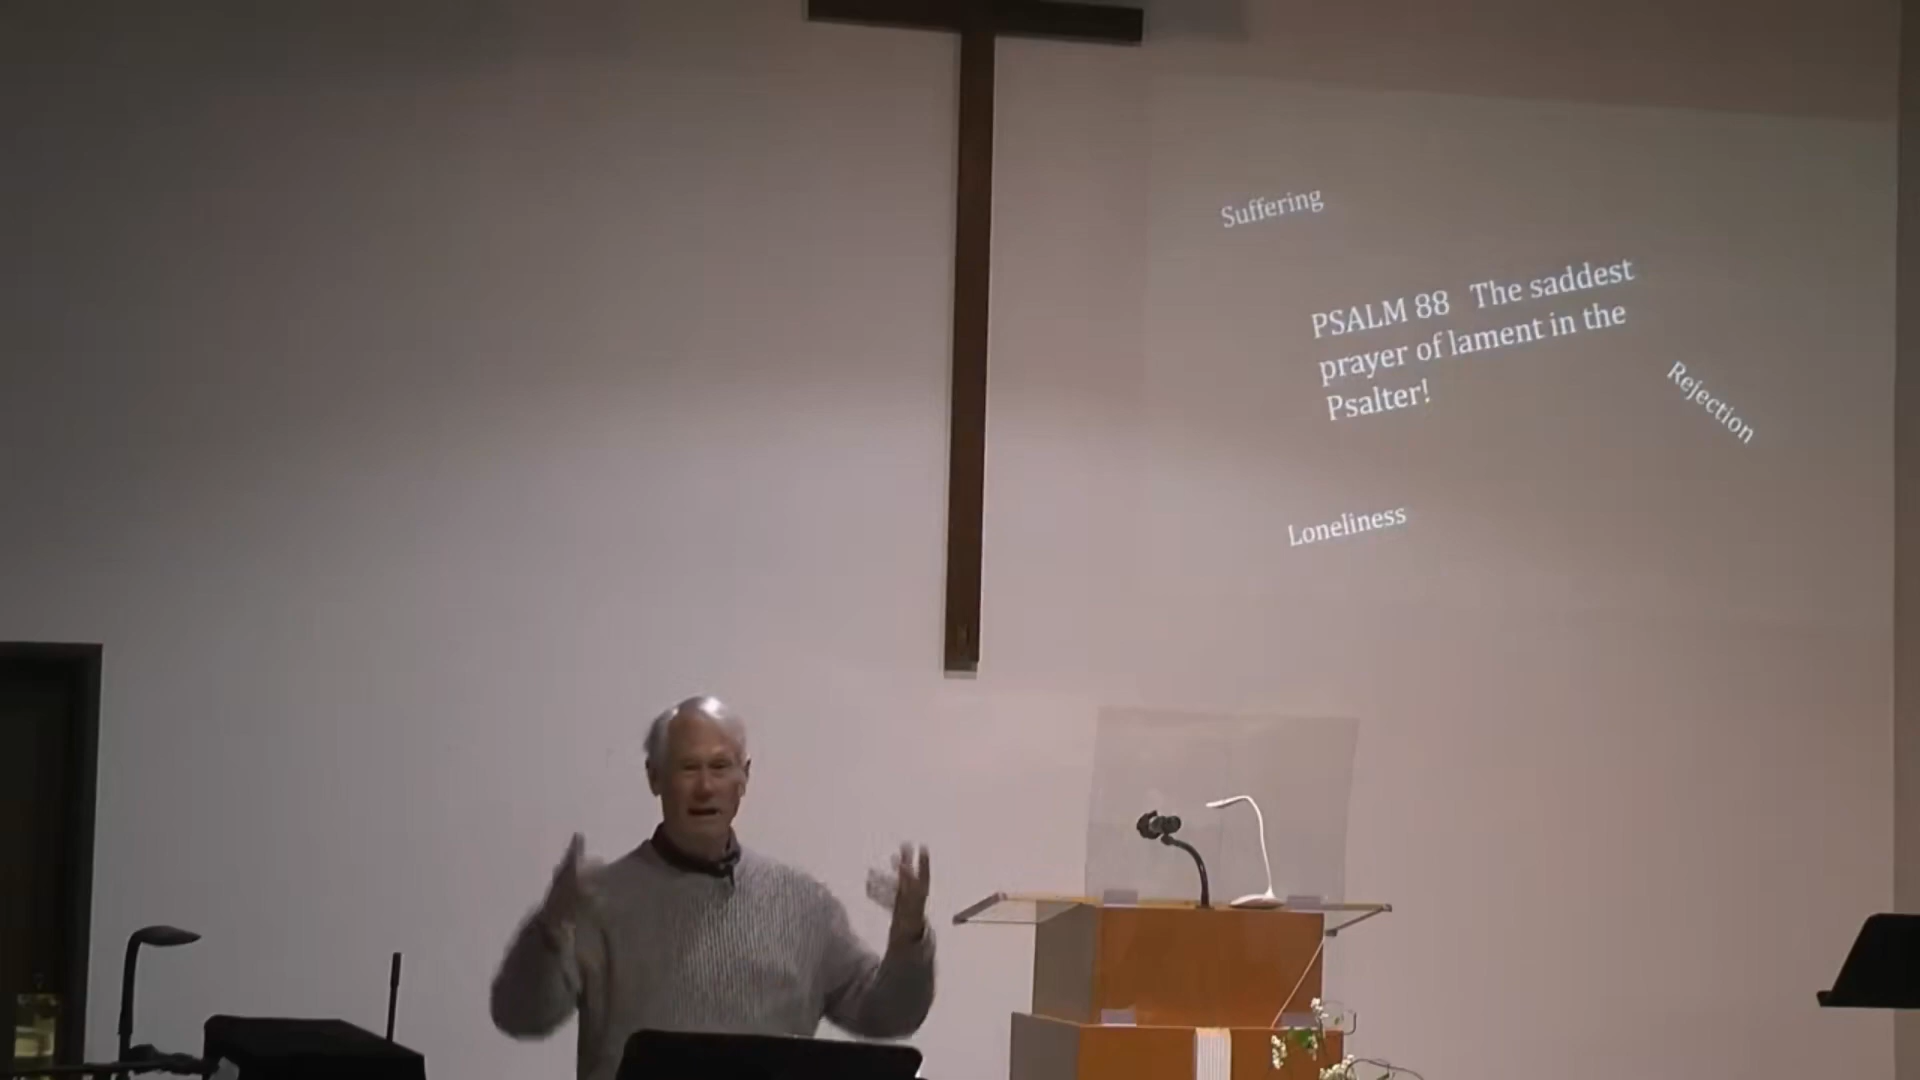 Suffering
PSALM 88 The saddest
prayer of lament in the
Psalter!
Rejection
Loneliness